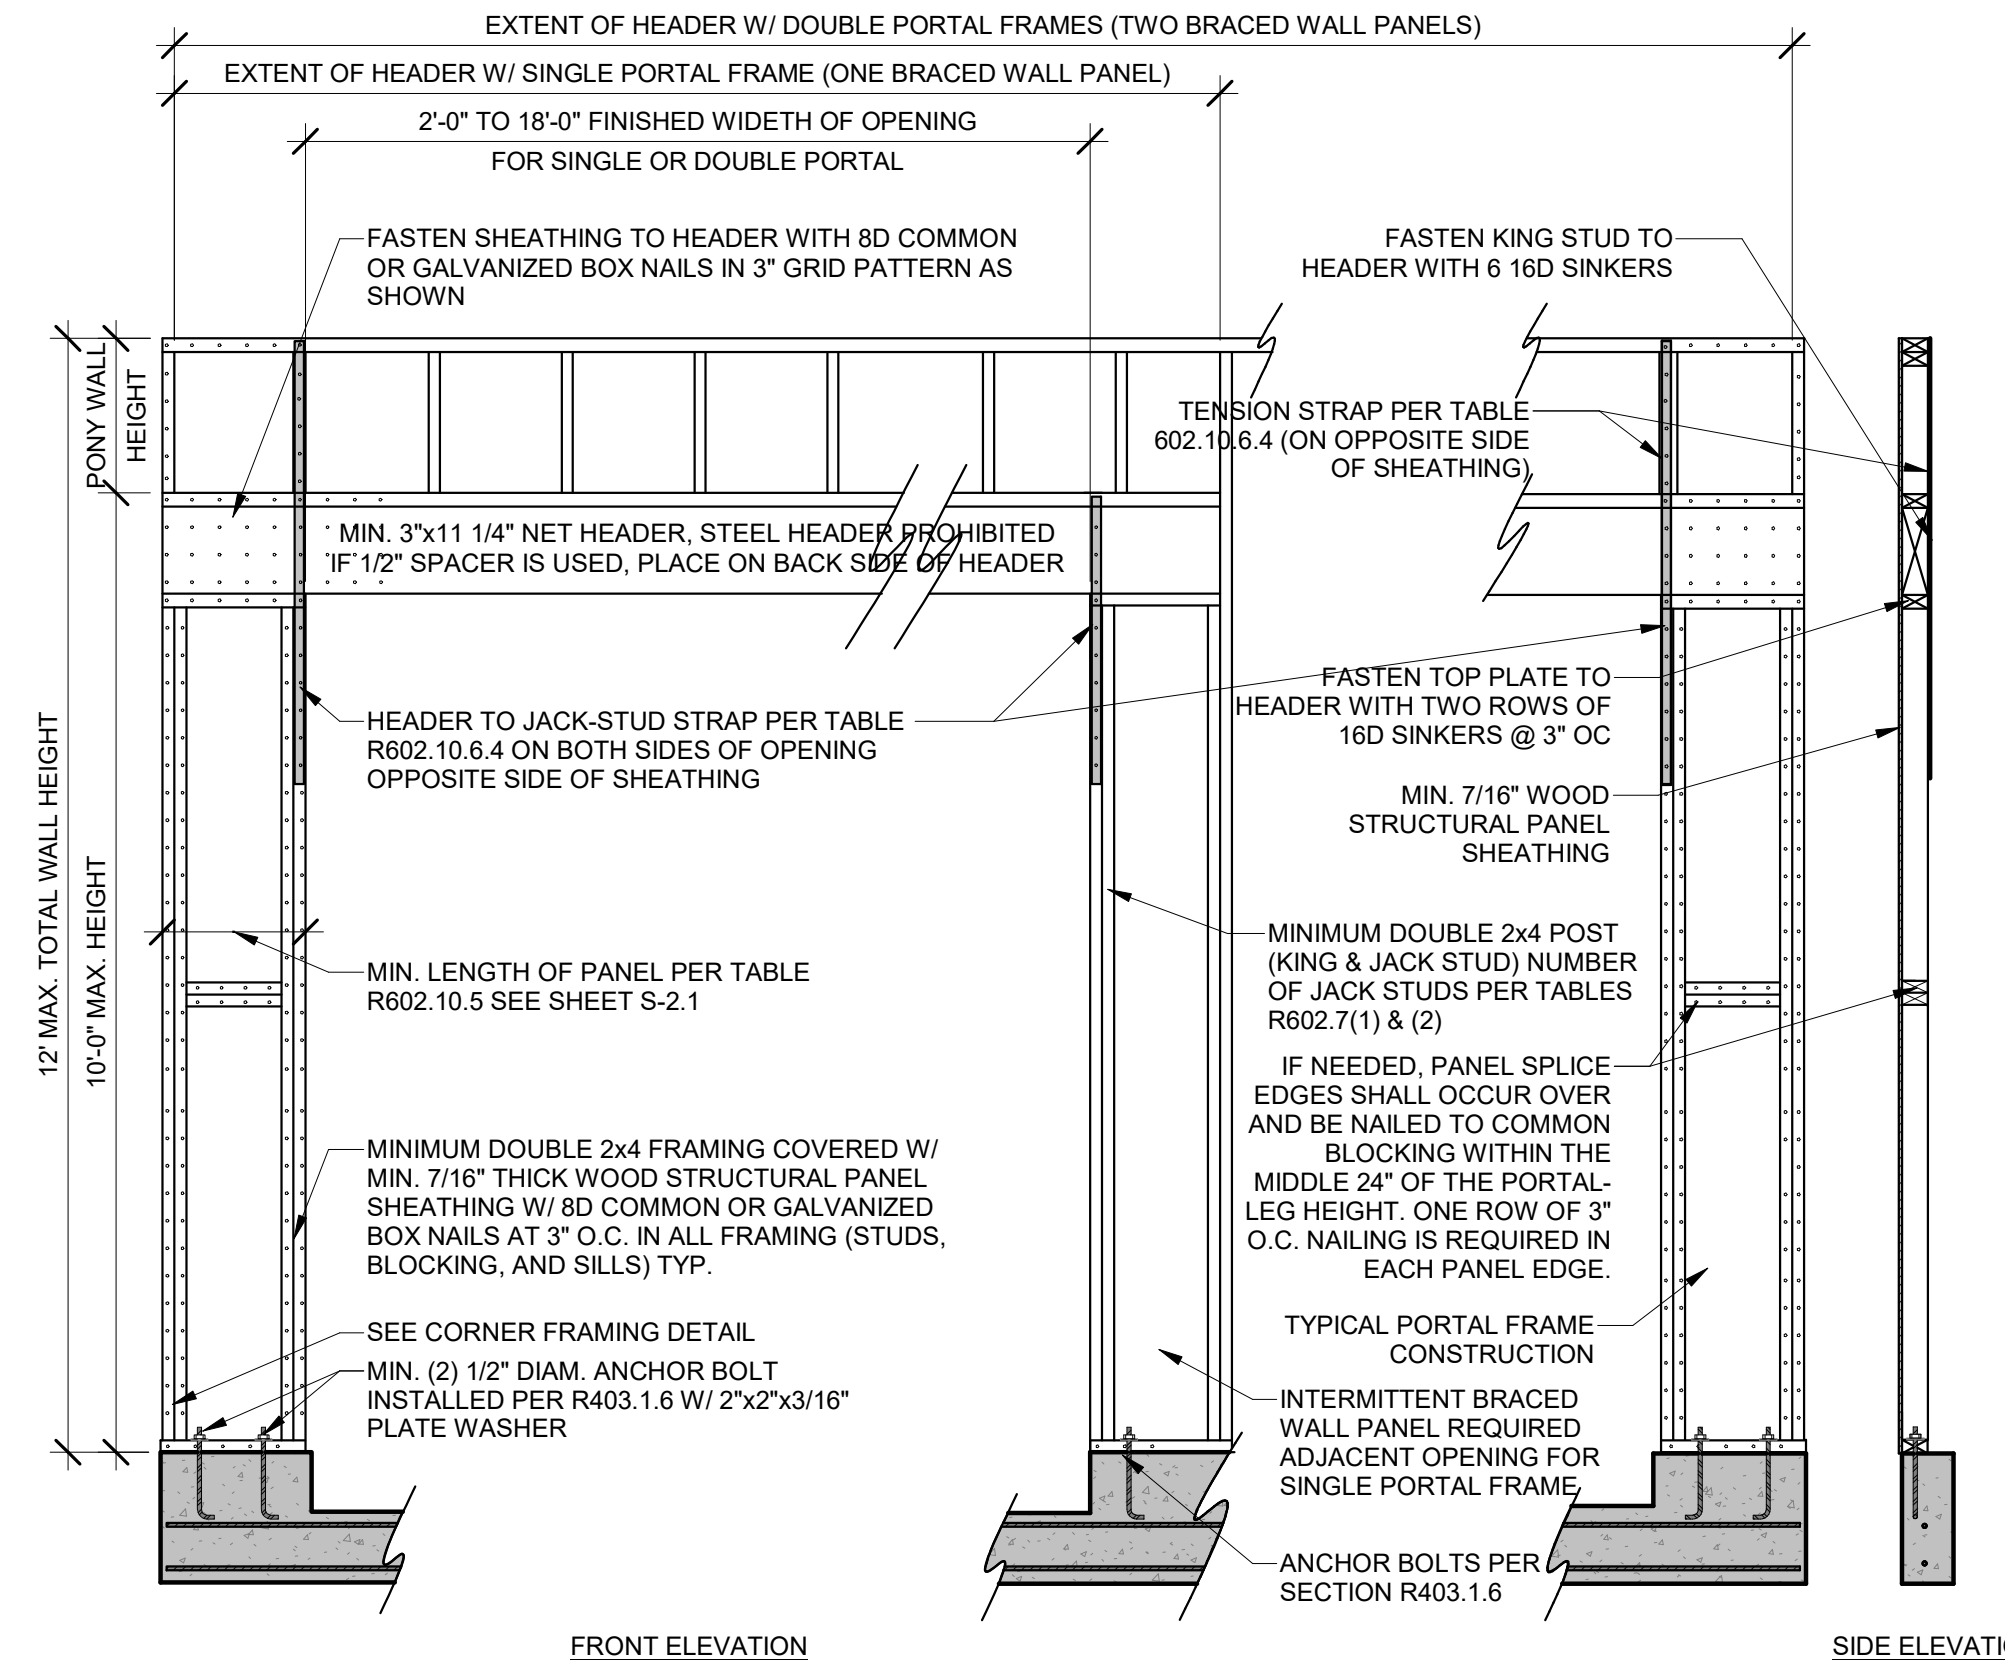 EXTENT OF HEADER W/ DOUBLE PORTAL FRAMES (TWO BRACED WALL PANELS)
EXTENT OF HEADER W/ SINGLE PORTAL FRAME (ONE BRACED WALL PANEL)
2'-0" TO 18'-0" FINISHED WIDETH OF OPENING
FOR SINGLE OR DOUBLE PORTAL
FASTEN SHEATHING TO HEADER WITH 8D COMMON
OR GALVANIZED BOX NAILS IN 3" GRID PATTERN AS
SHOWN
FASTEN KING STUD TO
HEADER WITH 6 16D SINKERS
PONY WALL
HEIGHT
TENSION STRAP PER TABLE
602.10.6.4 (ON OPPOSITE SIDE
OF SHEATHING)
MIN. 3"x11 1/4" NET HEADER, STEEL HEADER PROHIBITED
IF 1/2" SPACER IS USED, PLACE ON BACK SIDE OF HEADER
12' MAX. TOTAL WALL HEIGHT
10'-0" MAX. HEIGHT
HEADER TO JACK-STUD STRAP PER TABLE
R602.10.6.4 ON BOTH SIDES OF OPENING
OPPOSITE SIDE OF SHEATHING
FASTEN TOP PLATE TO
HEADER WITH TWO ROWS OF
16D SINKERS @ 3" OC
MIN. 7/16" WOOD
STRUCTURAL PANEL
SHEATHING
MIN. LENGTH OF PANEL PER TABLE
R602.10.5 SEE SHEET S-2.1
MINIMUM DOUBLE 2x4 POST
(KING & JACK STUD) NUMBER
OF JACK STUDS PER TABLES
R602.7(1) & (2)
IF NEEDED, PANEL SPLICE
EDGES SHALL OCCUR OVER
AND BE NAILED TO COMMON
BLOCKING WITHIN THE
MIDDLE 24" OF THE PORTAL-
LEG HEIGHT. ONE ROW OF 3"
O.C. NAILING IS REQUIRED IN
EACH PANEL EDGE.
MINIMUM DOUBLE 2x4 FRAMING COVERED W/
MIN. 7/16" THICK WOOD STRUCTURAL PANEL
SHEATHING W/ 8D COMMON OR GALVANIZED
BOX NAILS AT 3" O.C. IN ALL FRAMING (STUDS,
BLOCKING, AND SILLS) TYP.
SEE CORNER FRAMING DETAIL
MIN. (2) 1/2" DIAM. ANCHOR BOLT
INSTALLED PER R403.1.6 W/ 2"x2"x3/16"
PLATE WASHER
TYPICAL PORTAL FRAME
CONSTRUCTION
INTERMITTENT BRACED
WALL PANEL REQUIRED
ADJACENT OPENING FOR
SINGLE PORTAL FRAME
ANCHOR BOLTS PER
SECTION R403.1.6
FRONT ELEVATION
SIDE